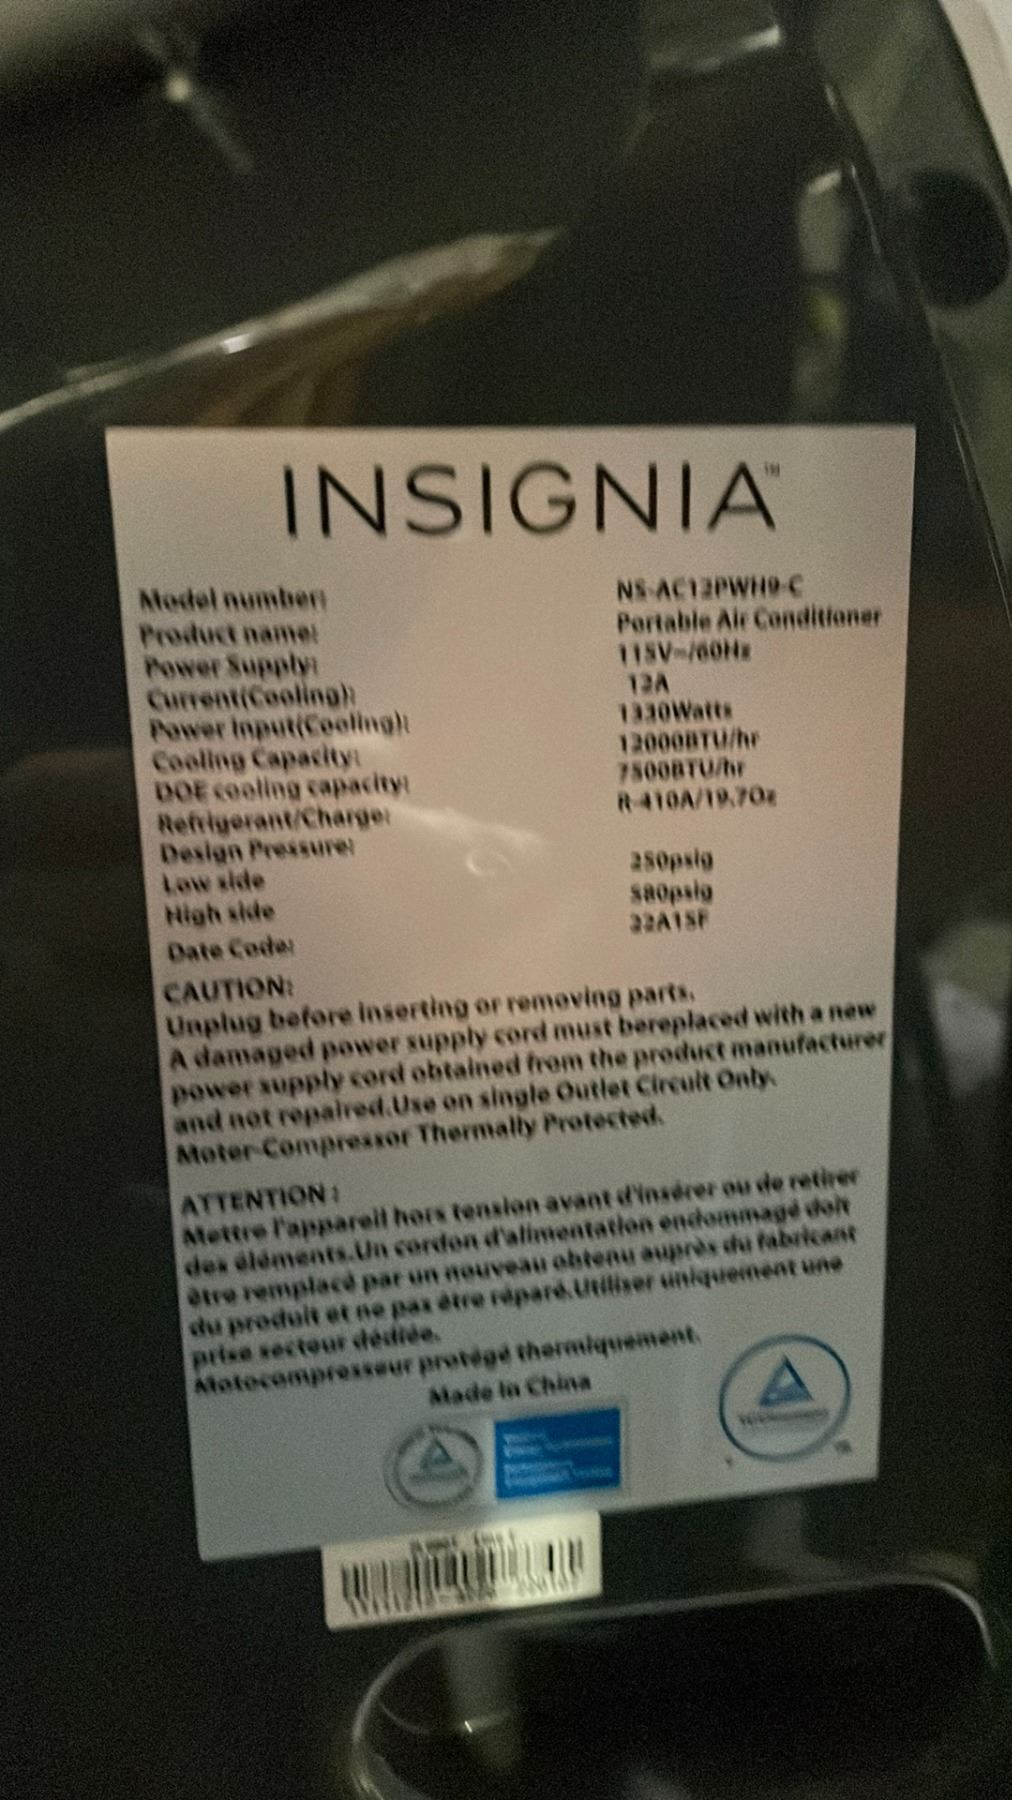 INSIGNIA™
Model number: NS-AC12PWH9-C
Product name: Portable Air Conditioner
Power Supply: 115V~/60Hz
Current(Cooling): 12A
Power Input(Cooling): 1330Watts
Cooling Capacity: 12000BTU/hr
DOE cooling capacity: 7500BTU/hr
Refrigerant/Charge: R-410A/19.7Oz
Design Pressure:
Low side 250psig
High side 580psig
Date Code: 22A15F
CAUTION:
Unplug before inserting or removing parts.
A damaged power supply cord must bereplaced with a new
power supply cord obtained from the product manufacturer
and not repaired.Use on single Outlet Circuit Only.
Moter-Compressor Thermally Protected.
ATTENTION :
Mettre l'appareil hors tension avant d'insérer ou de retirer
des éléments.Un cordon d'alimentation endommagé doit
être remplacé par un nouveau obtenu auprès du fabricant
du produit et ne pas être réparé.Utiliser uniquement une
prise secteur dédiée.
Motocompresseur protégé thermiquement.
Made in China